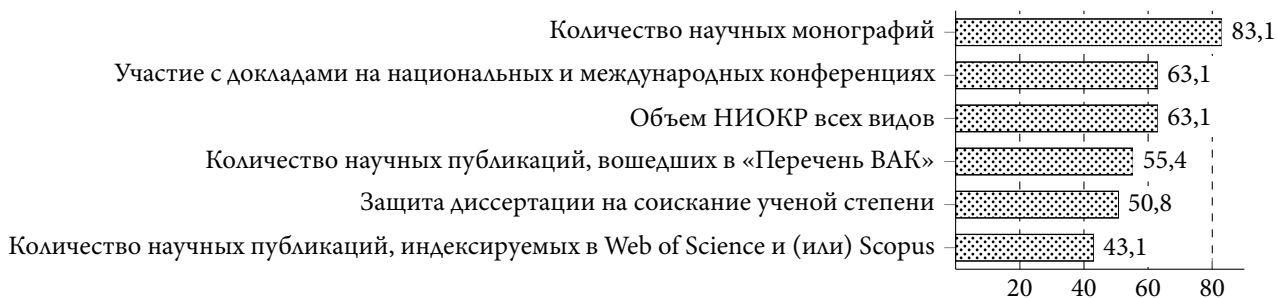 Количество научных монографий 83,1
Участие с докладами на национальных и международных конференциях 63,1
Объем НИОКР всех видов 63,1
Количество научных публикаций, вошедших в «Перечень ВАК» 55,4
Защита диссертации на соискание ученой степени 50,8
Количество научных публикаций, индексируемых в Web of Science и (или) Scopus 43,1
20 40 60 80